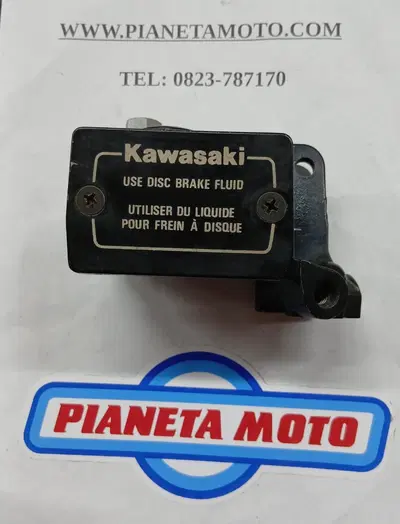 WWW.PIANETAMOTO.COM
TEL: 0823-787170
Kawasaki
USE DISC BRAKE FLUID
UTILISER DU LIQUIDE
POUR FREIN À DISQUE
PIANETA MOTO